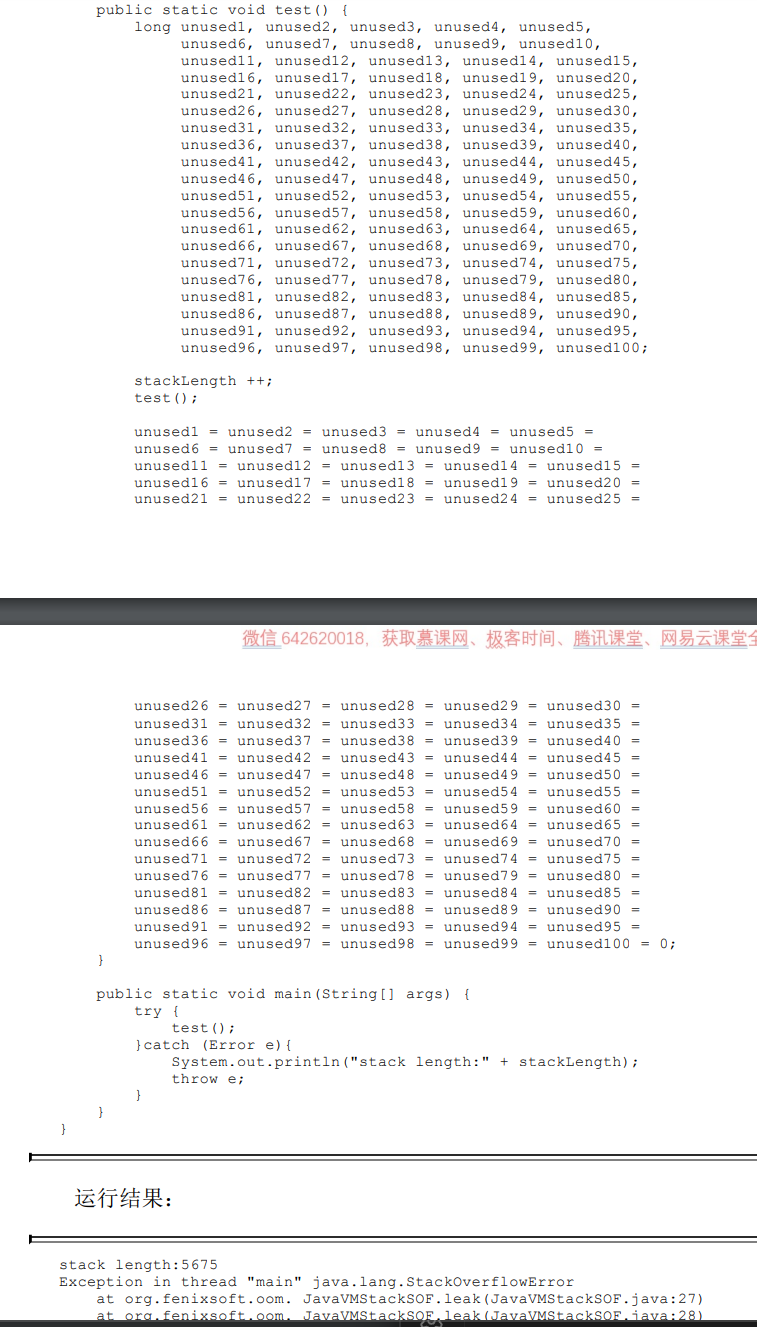 public static void test() {
long unused1, unused2, unused3, unused4, unused5,
unused6, unused7, unused8, unused9, unused10,
unused11, unused12, unused13, unused14, unused15,
unused16, unused17, unused18, unused19, unused20,
unused21, unused22, unused23, unused24, unused25,
unused26, unused27, unused28, unused29, unused30,
unused31, unused32, unused33, unused34, unused35,
unused36, unused37, unused38, unused39, unused40,
unused41, unused42, unused43, unused44, unused45,
unused46, unused47, unused48, unused49, unused50,
unused51, unused52, unused53, unused54, unused55,
unused56, unused57, unused58, unused59, unused60,
unused61, unused62, unused63, unused64, unused65,
unused66, unused67, unused68, unused69, unused70,
unused71, unused72, unused73, unused74, unused75,
unused76, unused77, unused78, unused79, unused80,
unused81, unused82, unused83, unused84, unused85,
unused86, unused87, unused88, unused89, unused90,
unused91, unused92, unused93, unused94, unused95,
unused96, unused97, unused98, unused99, unused100;
stackLength ++;
test();
unused1 = unused2 = unused3 = unused4 = unused5 =
unused6 = unused7 = unused8 = unused9 = unused10 =
unused11 = unused12 = unused13 = unused14 = unused15 =
unused16 = unused17 = unused18 = unused19 = unused20 =
unused21 = unused22 = unused23 = unused24 = unused25 =
微信 642620018，获取慕课网、极客时间、腾讯课堂、网易云课堂全
unused26 = unused27 = unused28 = unused29 = unused30 =
unused31 = unused32 = unused33 = unused34 = unused35 =
unused36 = unused37 = unused38 = unused39 = unused40 =
unused41 = unused42 = unused43 = unused44 = unused45 =
unused46 = unused47 = unused48 = unused49 = unused50 =
unused51 = unused52 = unused53 = unused54 = unused55 =
unused56 = unused57 = unused58 = unused59 = unused60 =
unused61 = unused62 = unused63 = unused64 = unused65 =
unused66 = unused67 = unused68 = unused69 = unused70 =
unused71 = unused72 = unused73 = unused74 = unused75 =
unused76 = unused77 = unused78 = unused79 = unused80 =
unused81 = unused82 = unused83 = unused84 = unused85 =
unused86 = unused87 = unused88 = unused89 = unused90 =
unused91 = unused92 = unused93 = unused94 = unused95 =
unused96 = unused97 = unused98 = unused99 = unused100 = 0;
}
public static void main(String[] args) {
try {
test();
}catch (Error e){
System.out.println("stack length:" + stackLength);
throw e;
}
}
}
运行结果：
stack length:5675
Exception in thread "main" java.lang.StackOverflowError
at org.fenixsoft.oom. JavaVMStackSOF.leak(JavaVMStackSOF.java:27)
at org.fenixsoft.oom. JavaVMStackSOF.leak(JavaVMStackSOF.java:28)